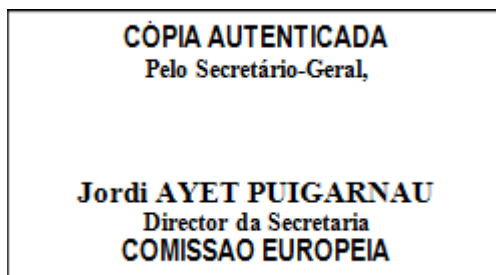 CÓPIA AUTENTICADA
Pelo Secretário-Geral,
Jordi AYET PUIGARNAU
Director da Secretaria
COMISSAO EUROPEIA